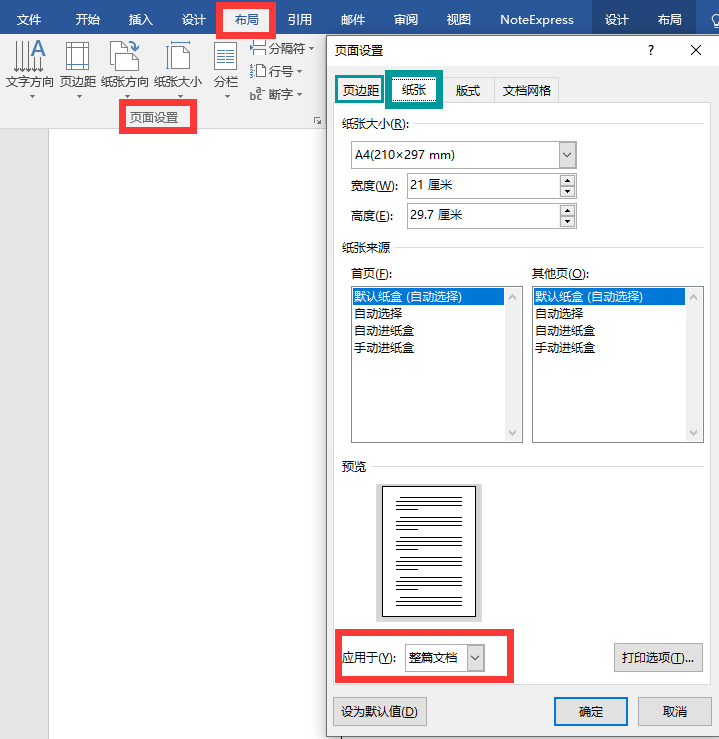 文件 开始 插入 设计 布局 引用 邮件 审阅 视图 NoteExpress 设计 布局
文字方向 页边距 纸张方向 纸张大小 分栏
分隔符
行号
断字
页面设置
页面设置 ?
页边距 纸张 版式 文档网格
纸张大小(R):
A4(210×297 mm)
宽度(W): 21 厘米
高度(E): 29.7 厘米
纸张来源
首页(F): 其他页(O):
默认纸盒 (自动选择) 默认纸盒 (自动选择)
自动选择 自动选择
自动进纸盒 自动进纸盒
手动进纸盒 手动进纸盒
预览
应用于(Y): 整篇文档 打印选项(T)...
设为默认值(D) 确定 取消